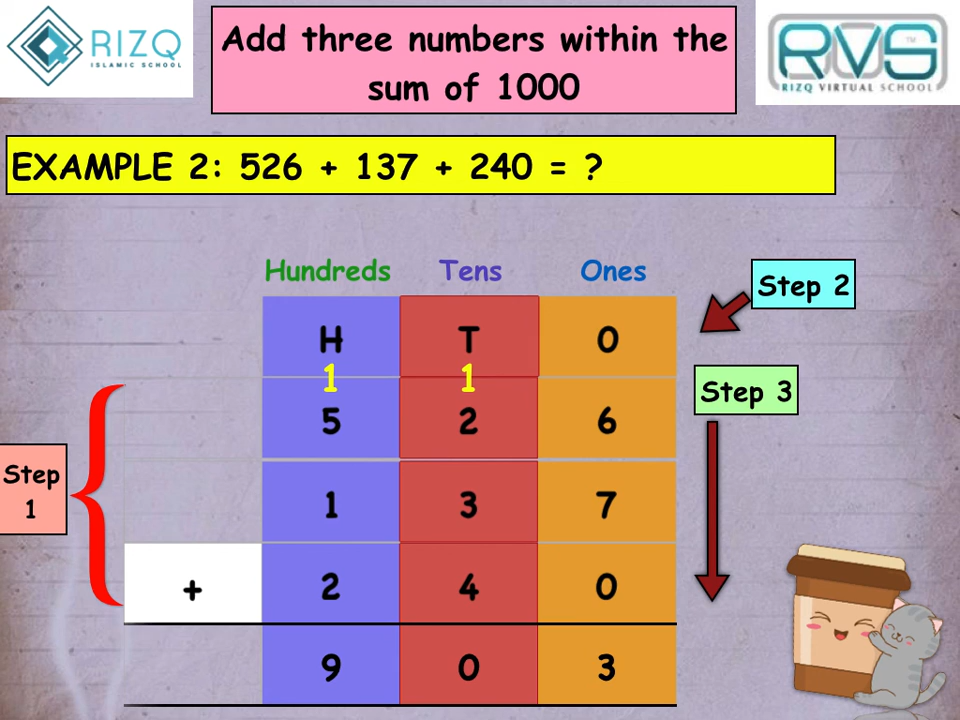 RIZQ
ISLAMIC SCHOOL
Add three numbers within the
sum of 1000
RVS
TM
RIZQ VIRTUAL SCHOOL
EXAMPLE 2: 526 + 137 + 240 = ?
Hundreds Tens Ones
Step 2
H T O
1 1
Step 3
5 2 6
Step
1
1 3 7
+ 2 4 0
9 0 3